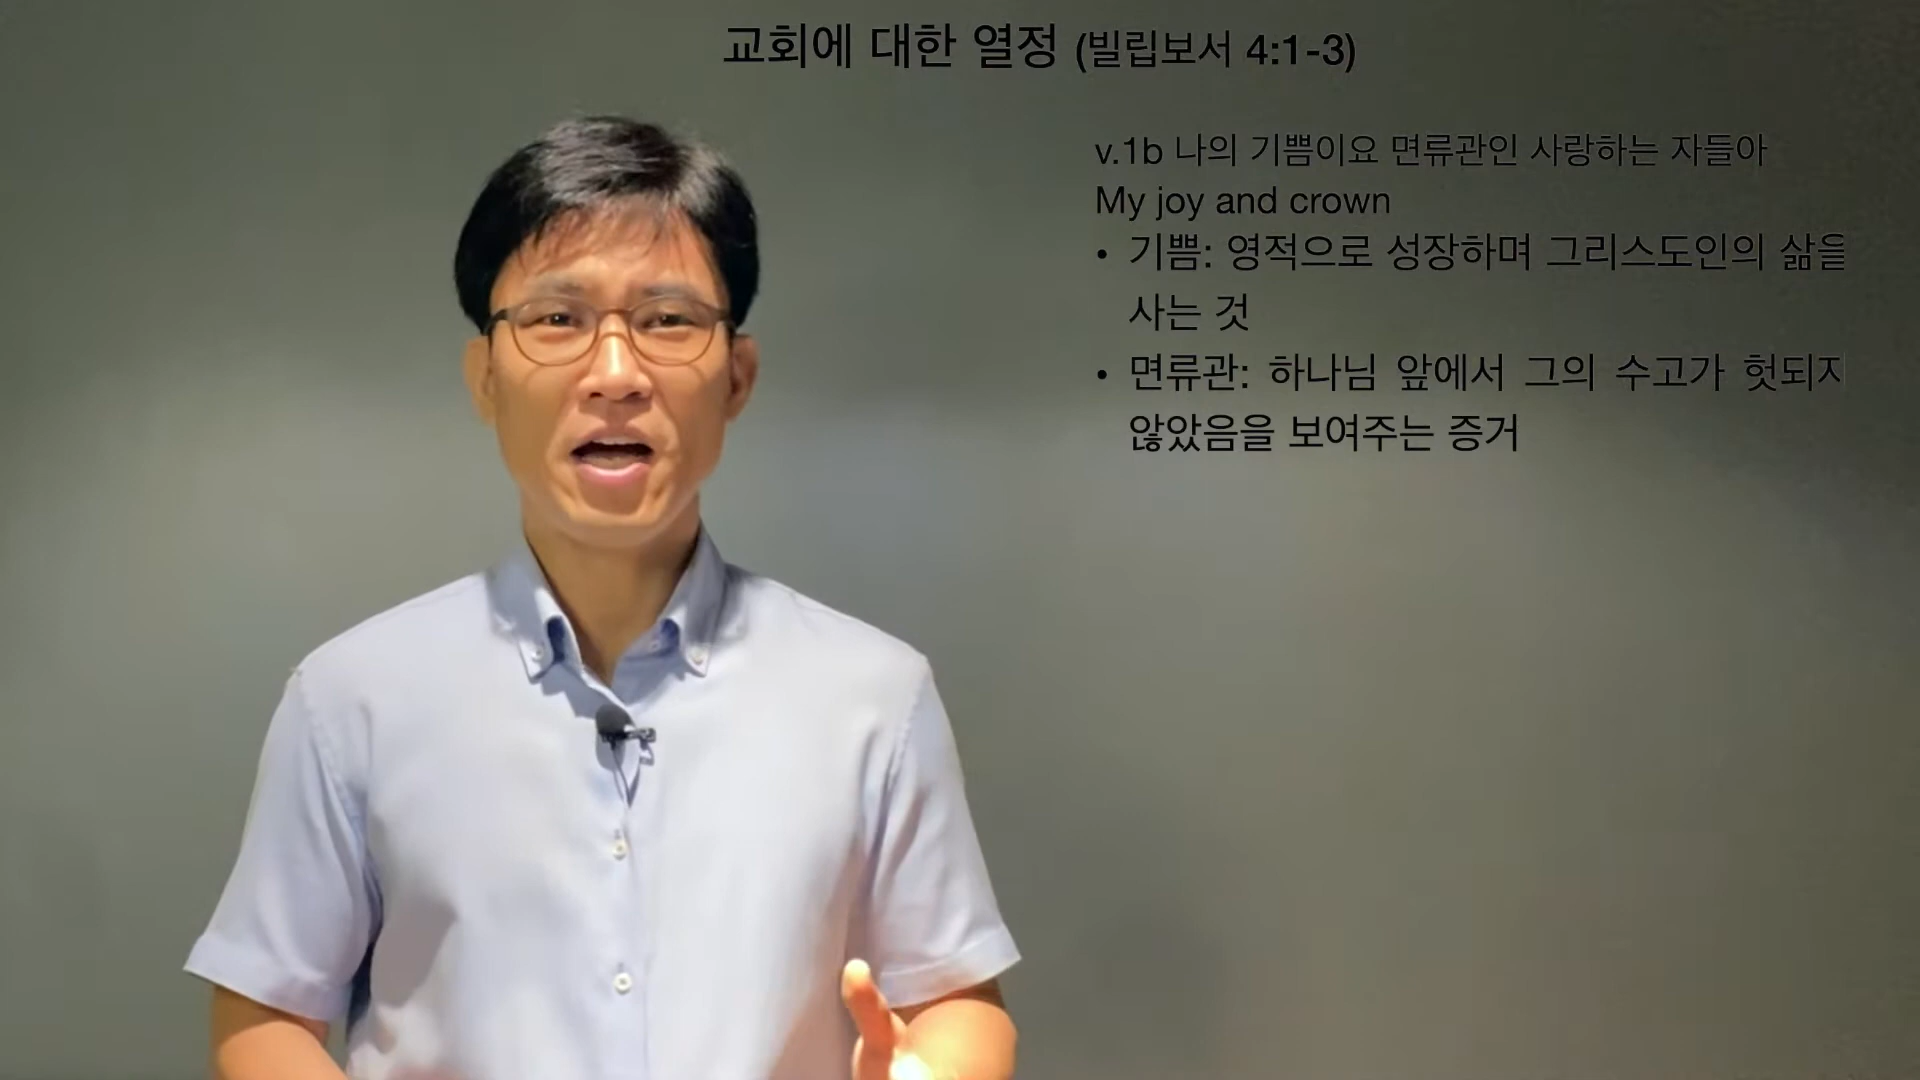 교회에 대한 열정 (빌립보서 4:1-3)
v.1b 나의 기쁨이요 면류관인 사랑하는 자들아
My joy and crown
• 기쁨: 영적으로 성장하며 그리스도인의 삶을
사는 것
• 면류관: 하나님 앞에서 그의 수고가 헛되지
않았음을 보여주는 증거